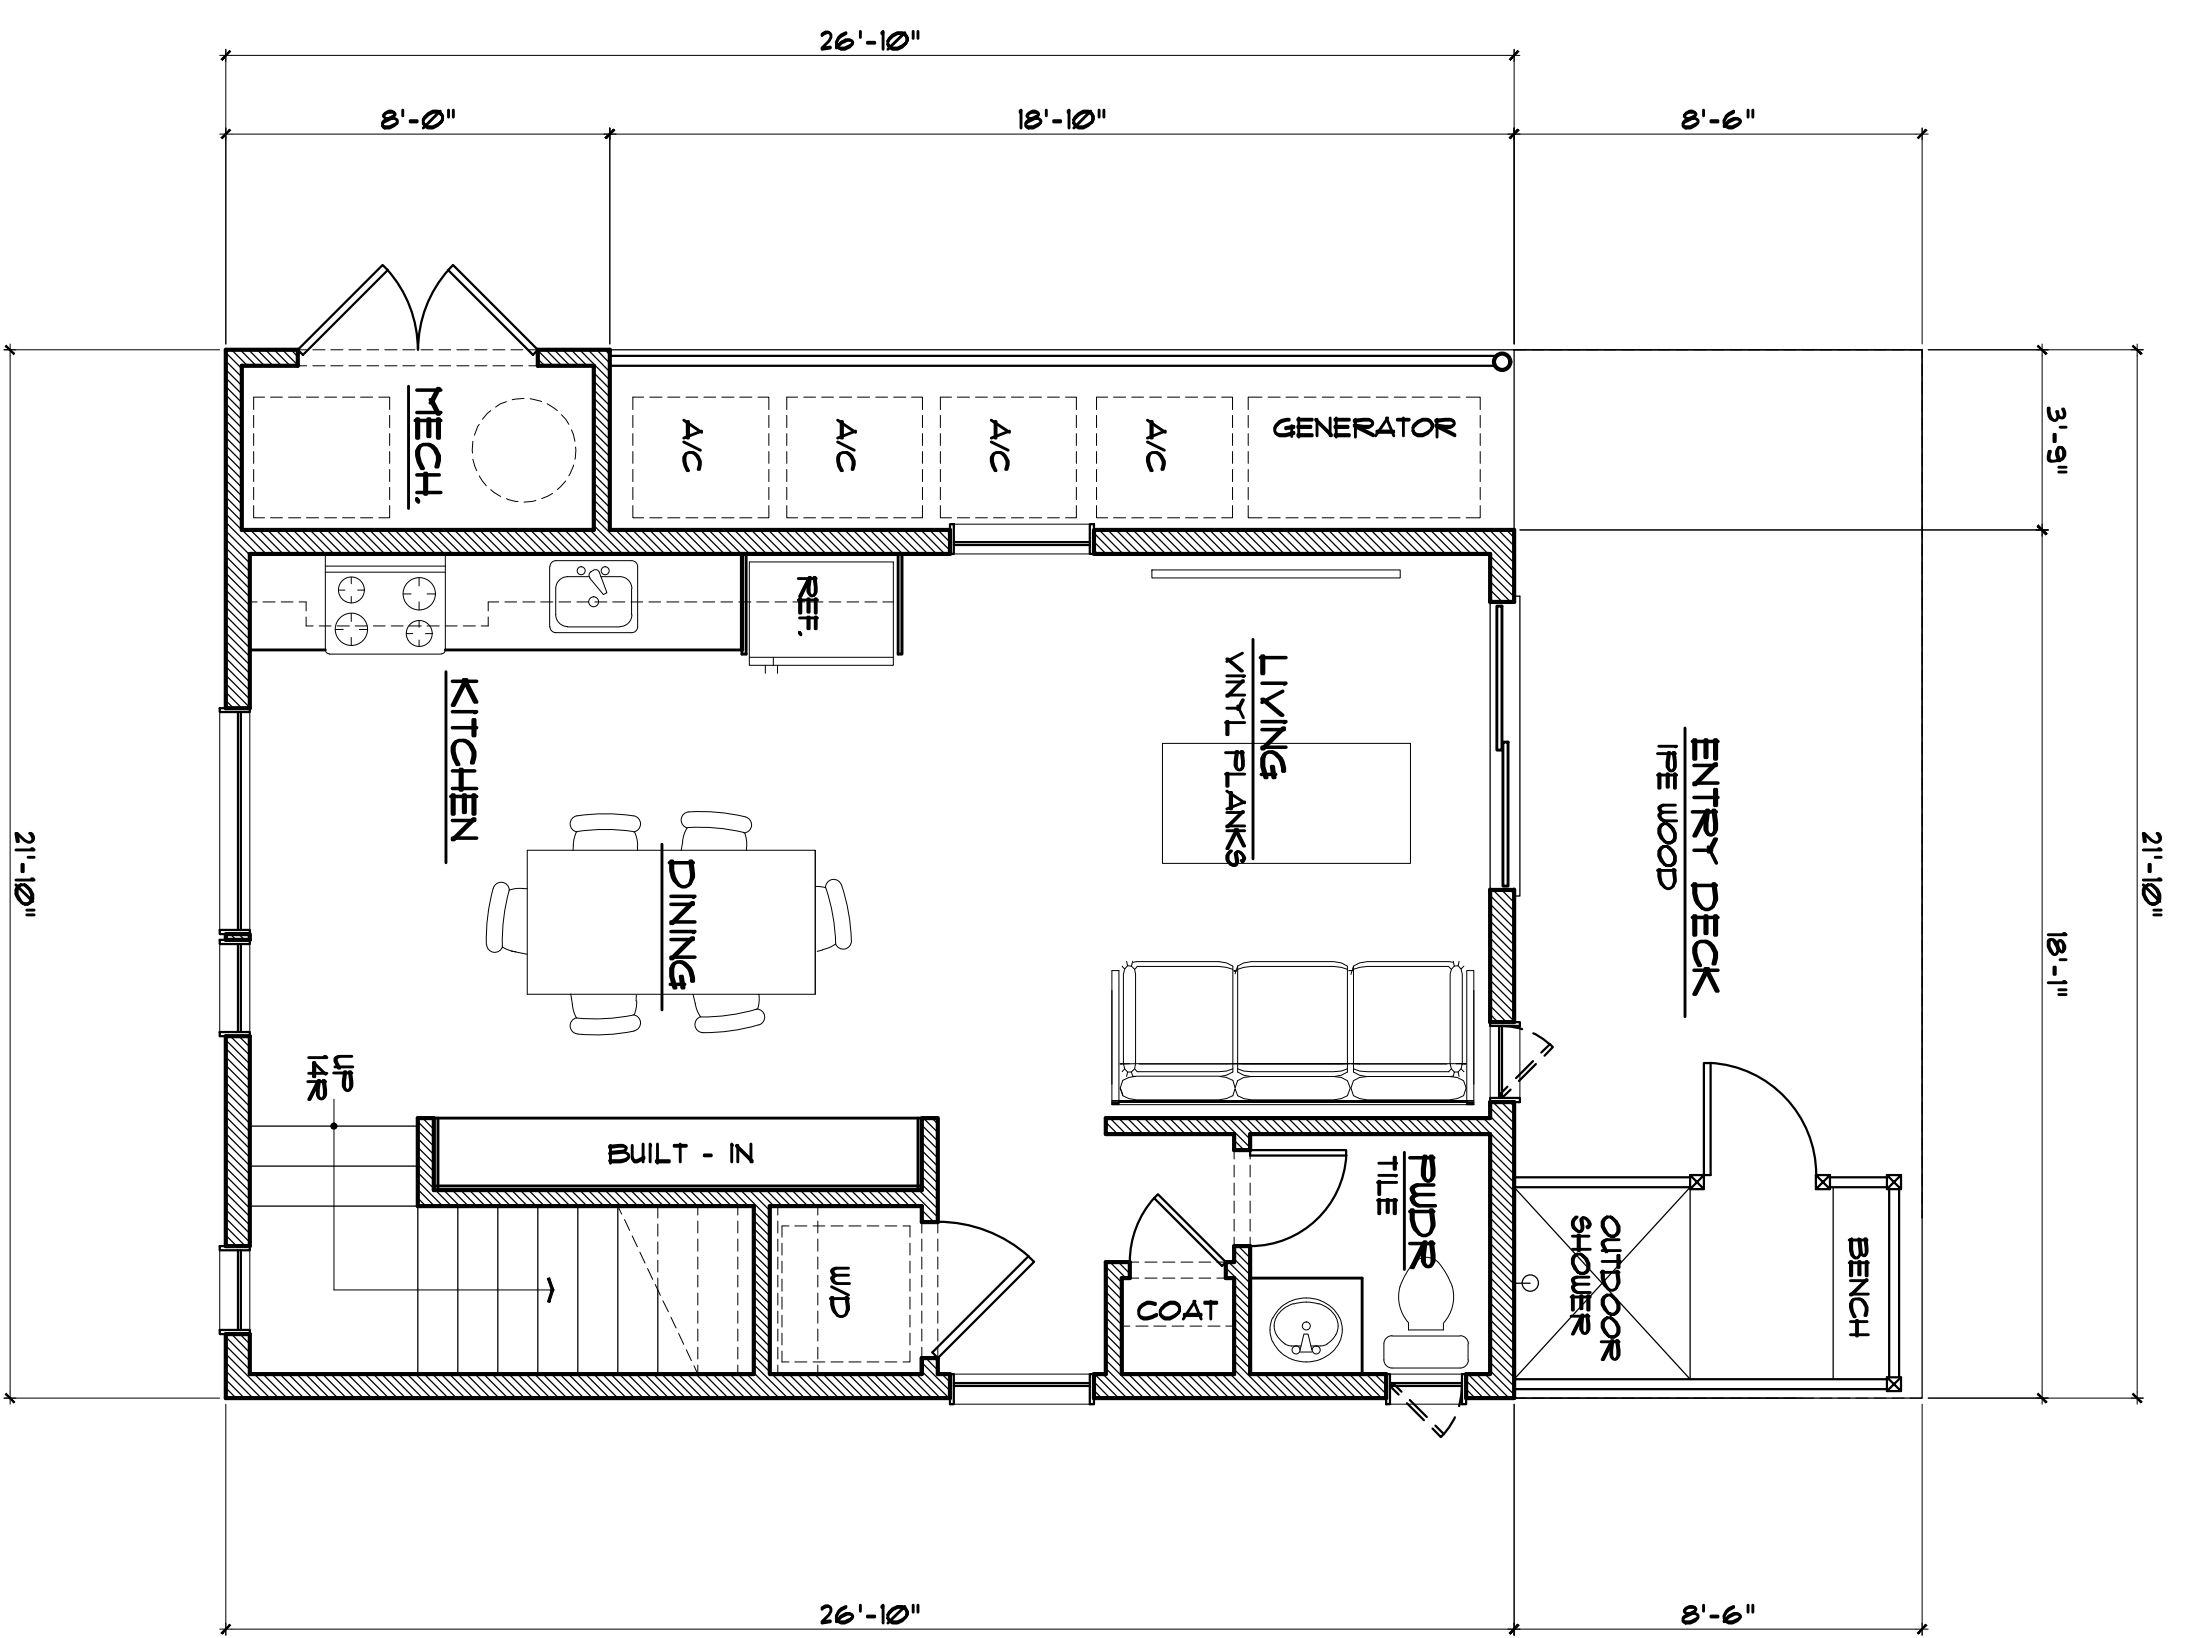 26'-10"
8'-0"
18'-10"
8'-6"
MECH.
A/C
A/C
A/C
A/C
GENERATOR
3'-9"
REF.
KITCHEN
LIVING
VINYL PLANKS
ENTRY DECK
IPE WOOD
DINING
21'-10"
21'-10"
18'-1"
UP
14R
BUILT - IN
W/D
COAT
PWDR
TILE
OUTDOOR
SHOWER
BENCH
26'-10"
8'-6"